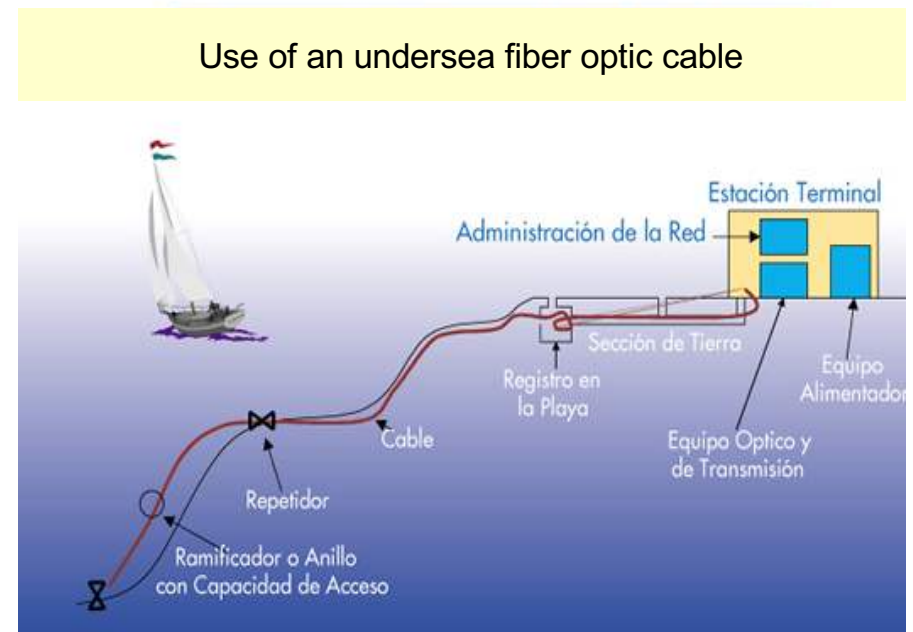 Use of an undersea fiber optic cable
Estación Terminal
Administración de la Red
Sección de Tierra
Registro en
la Playa
Equipo
Alimentador
Cable
Equipo Optico y
de Transmisión
Repetidor
Ramificador o Anillo
con Capacidad de Acceso